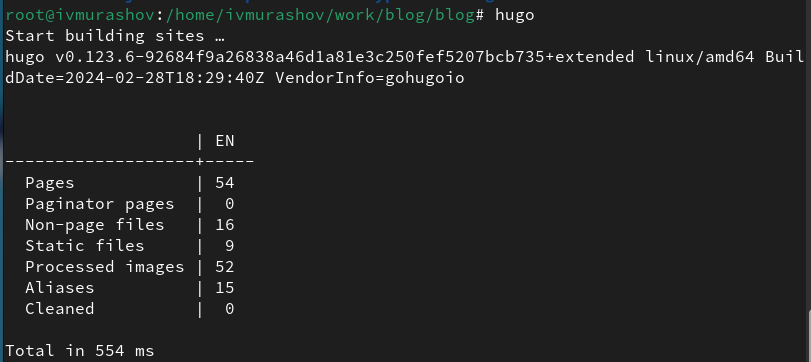 root@ivmurashov:/home/ivmurashov/work/blog/blog# hugo
Start building sites …
hugo v0.123.6-92684f9a26838a46d1a81e3c250fef5207bcb735+extended linux/amd64 Buil
dDate=2024-02-28T18:29:40Z VendorInfo=gohugoio
                   | EN
-------------------+-----
  Pages            | 54
  Paginator pages  |  0
  Non-page files   | 16
  Static files     |  9
  Processed images | 52
  Aliases          | 15
  Cleaned          |  0
Total in 554 ms